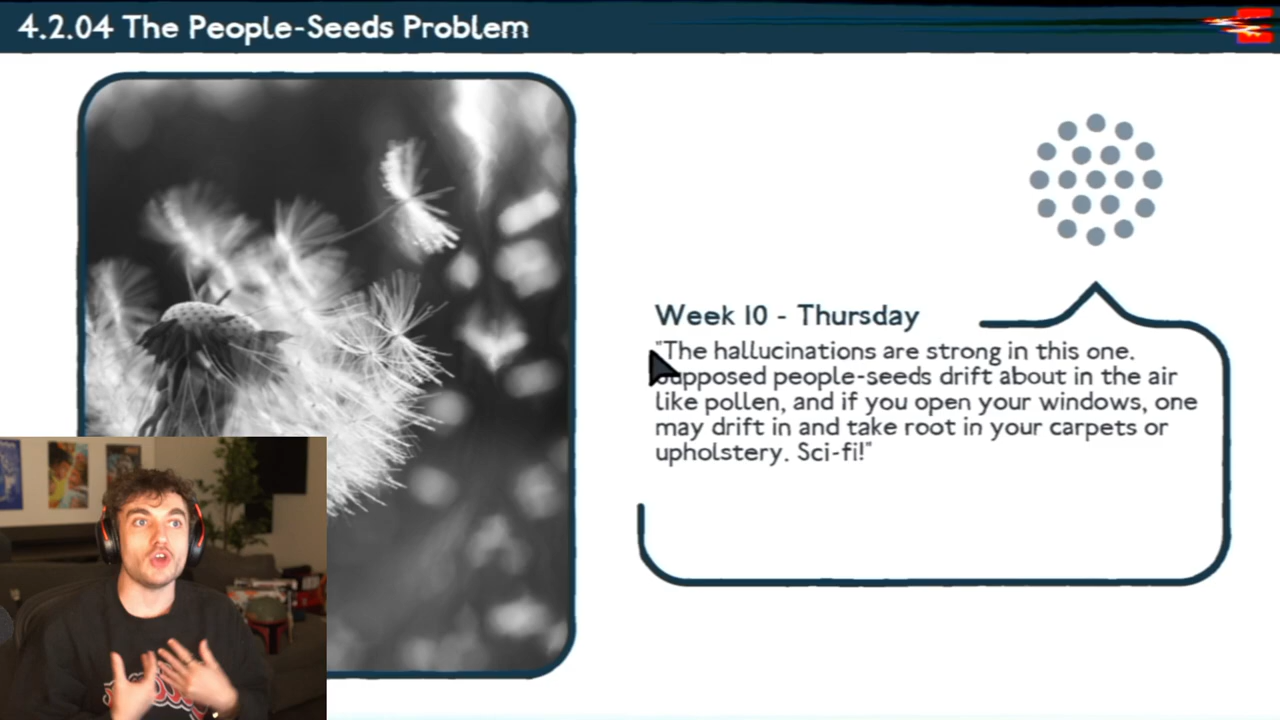 4.2.04 The People-Seeds Problem
Week 10 - Thursday
"The hallucinations are strong in this one.
Supposed people-seeds drift about in the air
like pollen, and if you open your windows, one
may drift in and take root in your carpets or
upholstery. Sci-fi!"